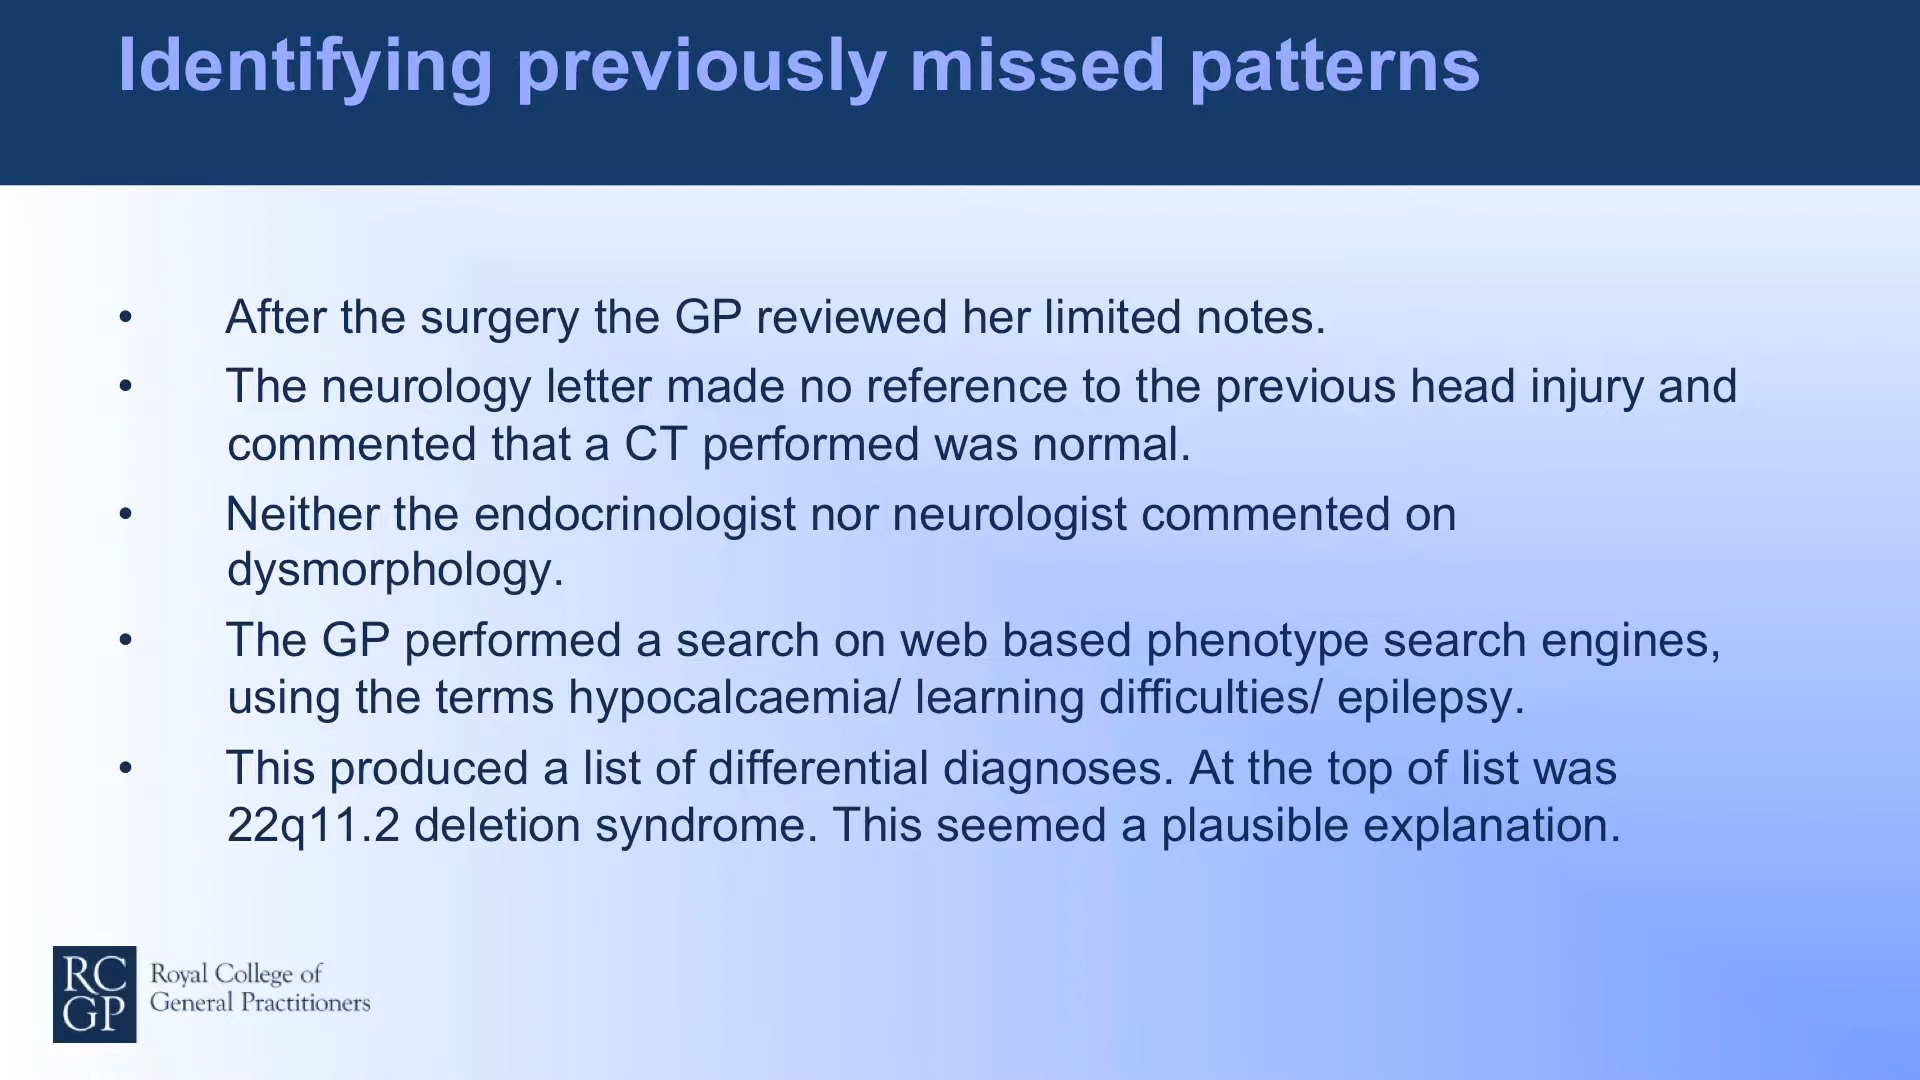 Identifying previously missed patterns
• After the surgery the GP reviewed her limited notes.
• The neurology letter made no reference to the previous head injury and
commented that a CT performed was normal.
• Neither the endocrinologist nor neurologist commented on
dysmorphology.
• The GP performed a search on web based phenotype search engines,
using the terms hypocalcaemia/ learning difficulties/ epilepsy.
• This produced a list of differential diagnoses. At the top of list was
22q11.2 deletion syndrome. This seemed a plausible explanation.
RC
GP
Royal College of
General Practitioners